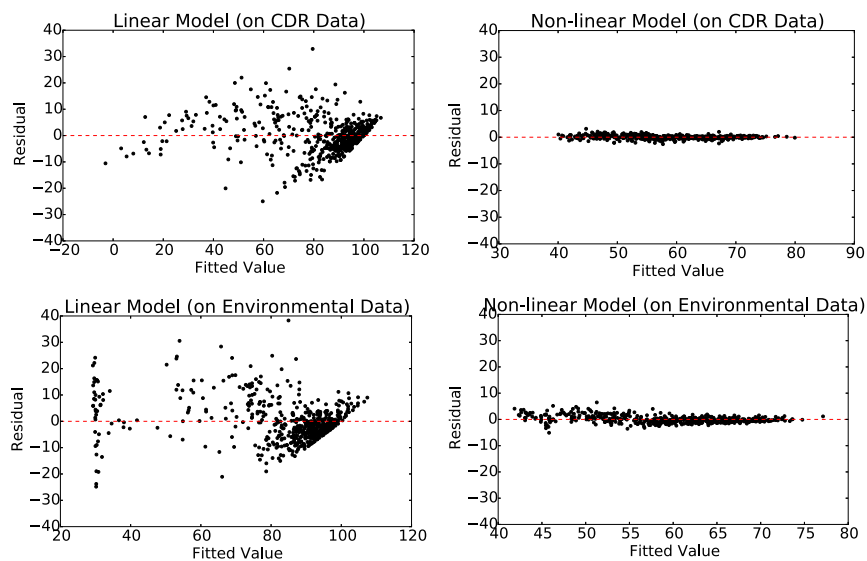 Linear Model (on CDR Data)
40
30
20
10
0
−10
−20
−30
−40
Residual
−20 0 20 40 60 80 100 120
Fitted Value
Non-linear Model (on CDR Data)
40
30
20
10
0
−10
−20
−30
−40
Residual
30 40 50 60 70 80 90
Fitted Value
Linear Model (on Environmental Data)
40
30
20
10
0
−10
−20
−30
−40
Residual
20 40 60 80 100 120
Fitted Value
Non-linear Model (on Environmental Data)
40
30
20
10
0
−10
−20
−30
−40
Residual
40 45 50 55 60 65 70 75 80
Fitted Value